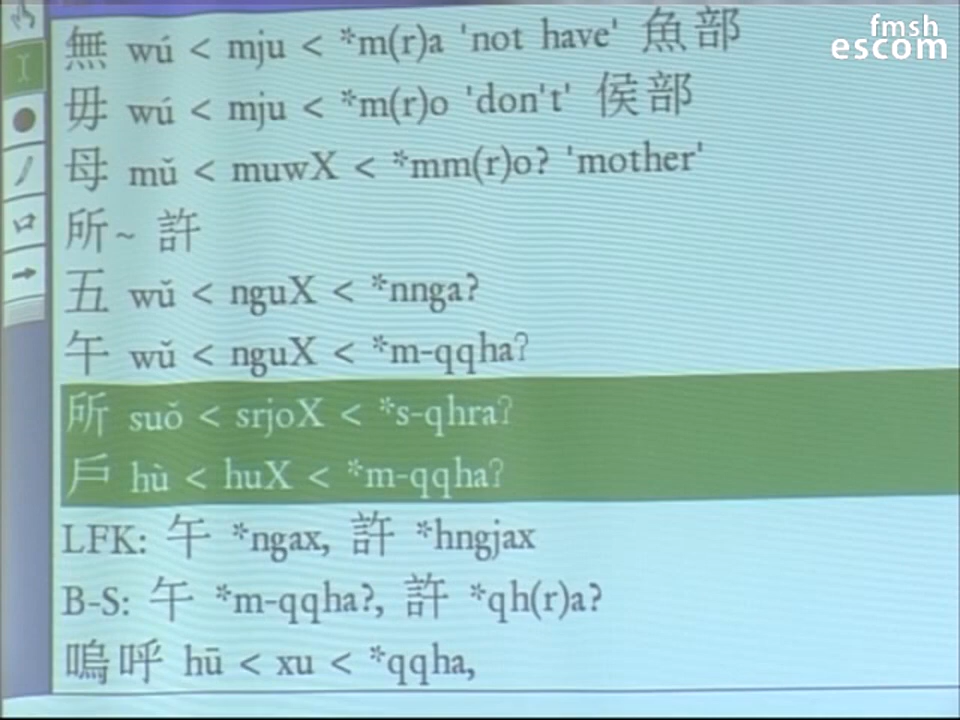 fmsh
escom
無 wú < mju < *m(r)a 'not have' 魚部
毋 wú < mju < *m(r)o 'don't' 侯部
母 mǔ < muwX < *mm(r)o? 'mother'
所~ 許
五 wǔ < nguX < *nnga?
午 wǔ < nguX < *m-qqha?
所 suǒ < srjoX < *s-qhra?
戶 hù < huX < *m-qqha?
LFK: 午 *ngax, 許 *hngjax
B-S: 午 *m-qqha?, 許 *qh(r)a?
嗚呼 hū < xu < *qqha,